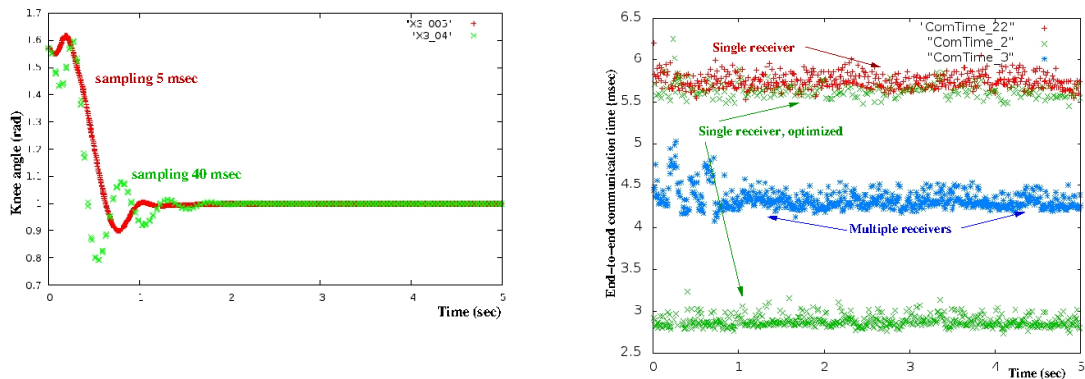 'X3_005'
'X3_04'
1.7
1.6
1.5
1.4
1.3
1.2
1.1
1
0.9
0.8
0.7
Knee angle (rad)
sampling 5 msec
sampling 40 msec
0
1
2
3
4
5
Time (sec)
'ComTime_22"
"ComTime_2"
"ComTime_3"
6.5
6
5.5
5
4.5
4
3.5
3
2.5
End-to-end communication time (msec)
Single receiver
Single receiver, optimized
Multiple receivers
0
1
2
3
4
5
Time (sec)